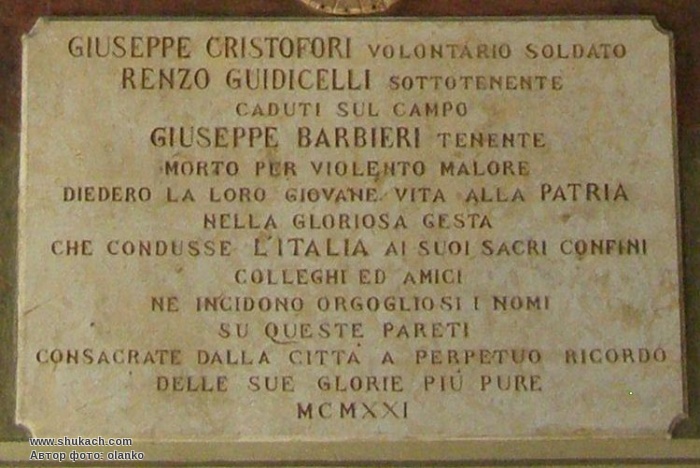 GIUSEPPE CRISTOFORI VOLONTARIO SOLDATO
RENZO GUIDICELLI SOTTOTENENTE
CADUTI SUL CAMPO
GIUSEPPE BARBIERI TENENTE
MORTO PER VIOLENTO MALORE
DIEDERO LA LORO GIOVANE VITA ALLA PATRIA
NELLA GLORIOSA GESTA
CHE CONDUSSE L'ITALIA AI SUOI SACRI CONFINI
COLLEGHI ED AMICI
NE INCIDONO ORGOGLIOSI I NOMI
SU QUESTE PARETI
CONSACRATE DALLA CITTÀ A PERPETUO RICORDO
DELLE SUE GLORIE PIÚ PURE
MCMXXI
www.shukach.com
Автор фото: olanko